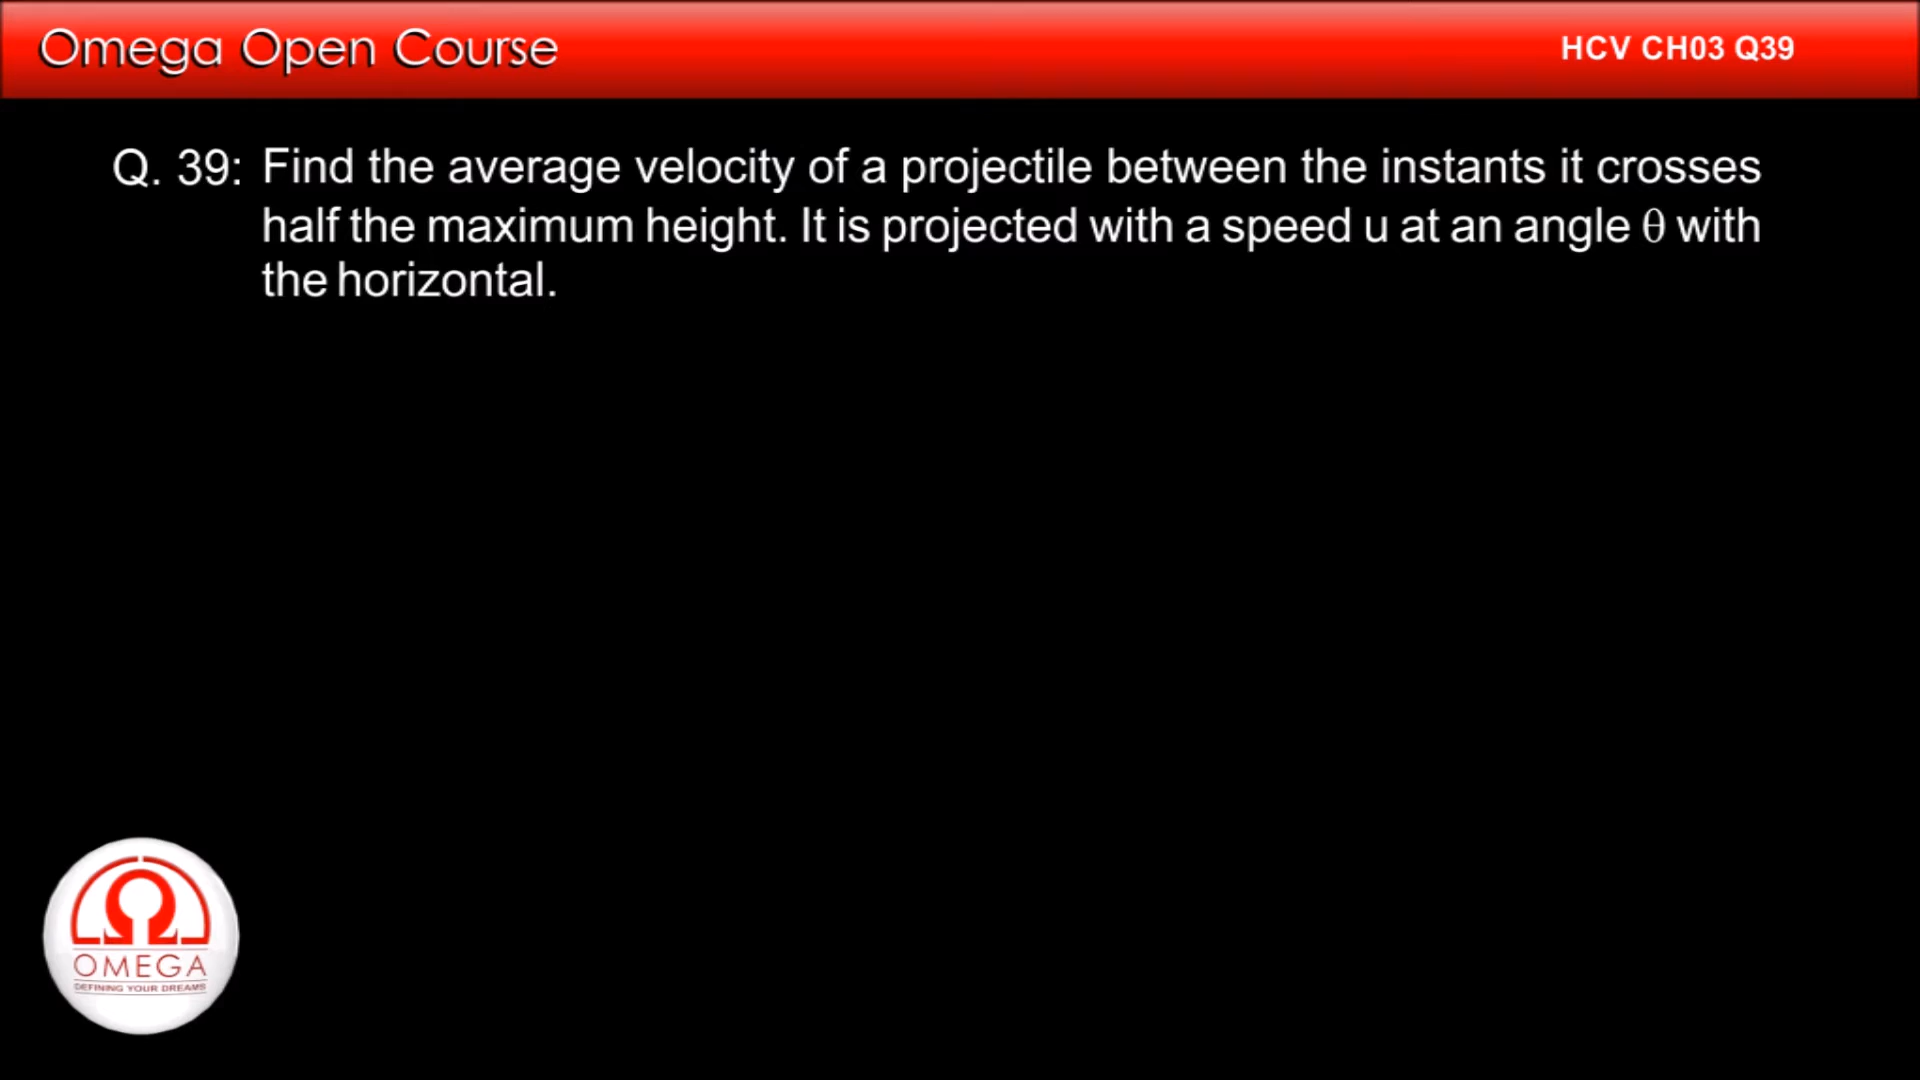 Omega Open Course
HCV CH03 Q39
Q. 39: Find the average velocity of a projectile between the instants it crosses
half the maximum height. It is projected with a speed u at an angle θ with
the horizontal.
Ω
OMEGA
DEFINING YOUR DREAMS